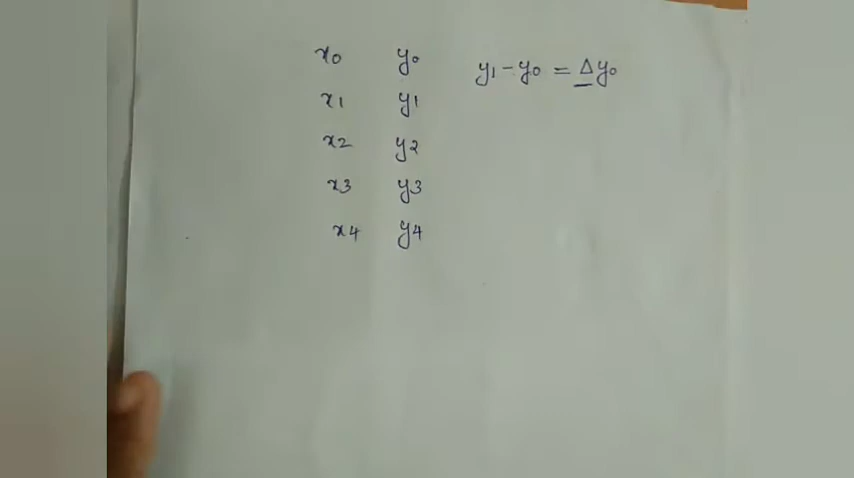 x0 y0 y1 - y0 = Δy0
x1 y1
x2 y2
x3 y3
x4 y4